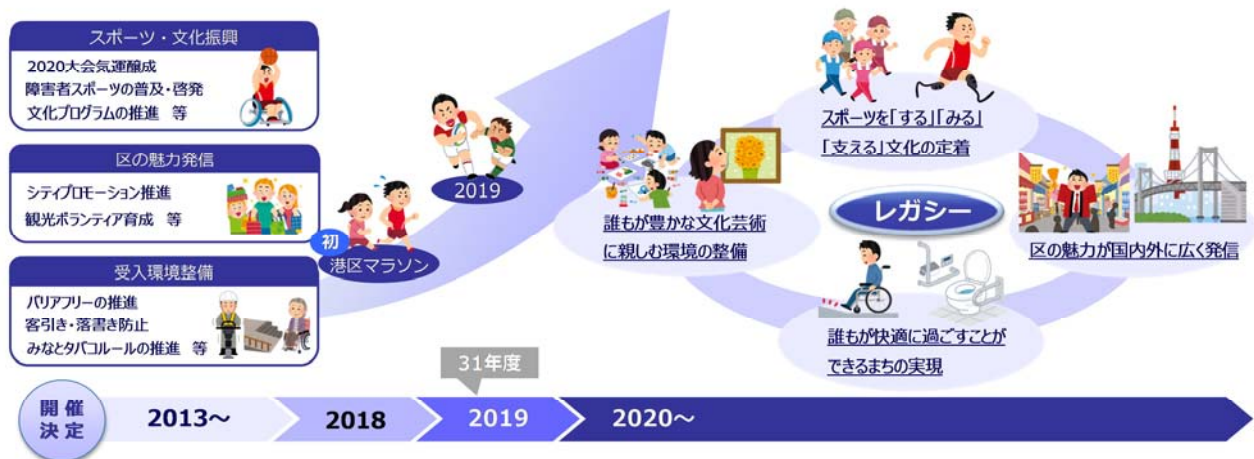 スポーツ・文化振興
2020大会気運醸成
障害者スポーツの普及・啓発
文化プログラムの推進 等
区の魅力発信
シティプロモーション推進
観光ボランティア育成 等
受入環境整備
バリアフリーの推進
客引き・落書き防止
みなとタバコルールの推進 等
初
港区マラソン
2019
スポーツを「する」「みる」
「支える」文化の定着
誰もが豊かな文化芸術
に親しむ環境の整備
レガシー
区の魅力が国内外に広く発信
誰もが快適に過ごすことが
できるまちの実現
31年度
開催
決定
2013～
2018
2019
2020～